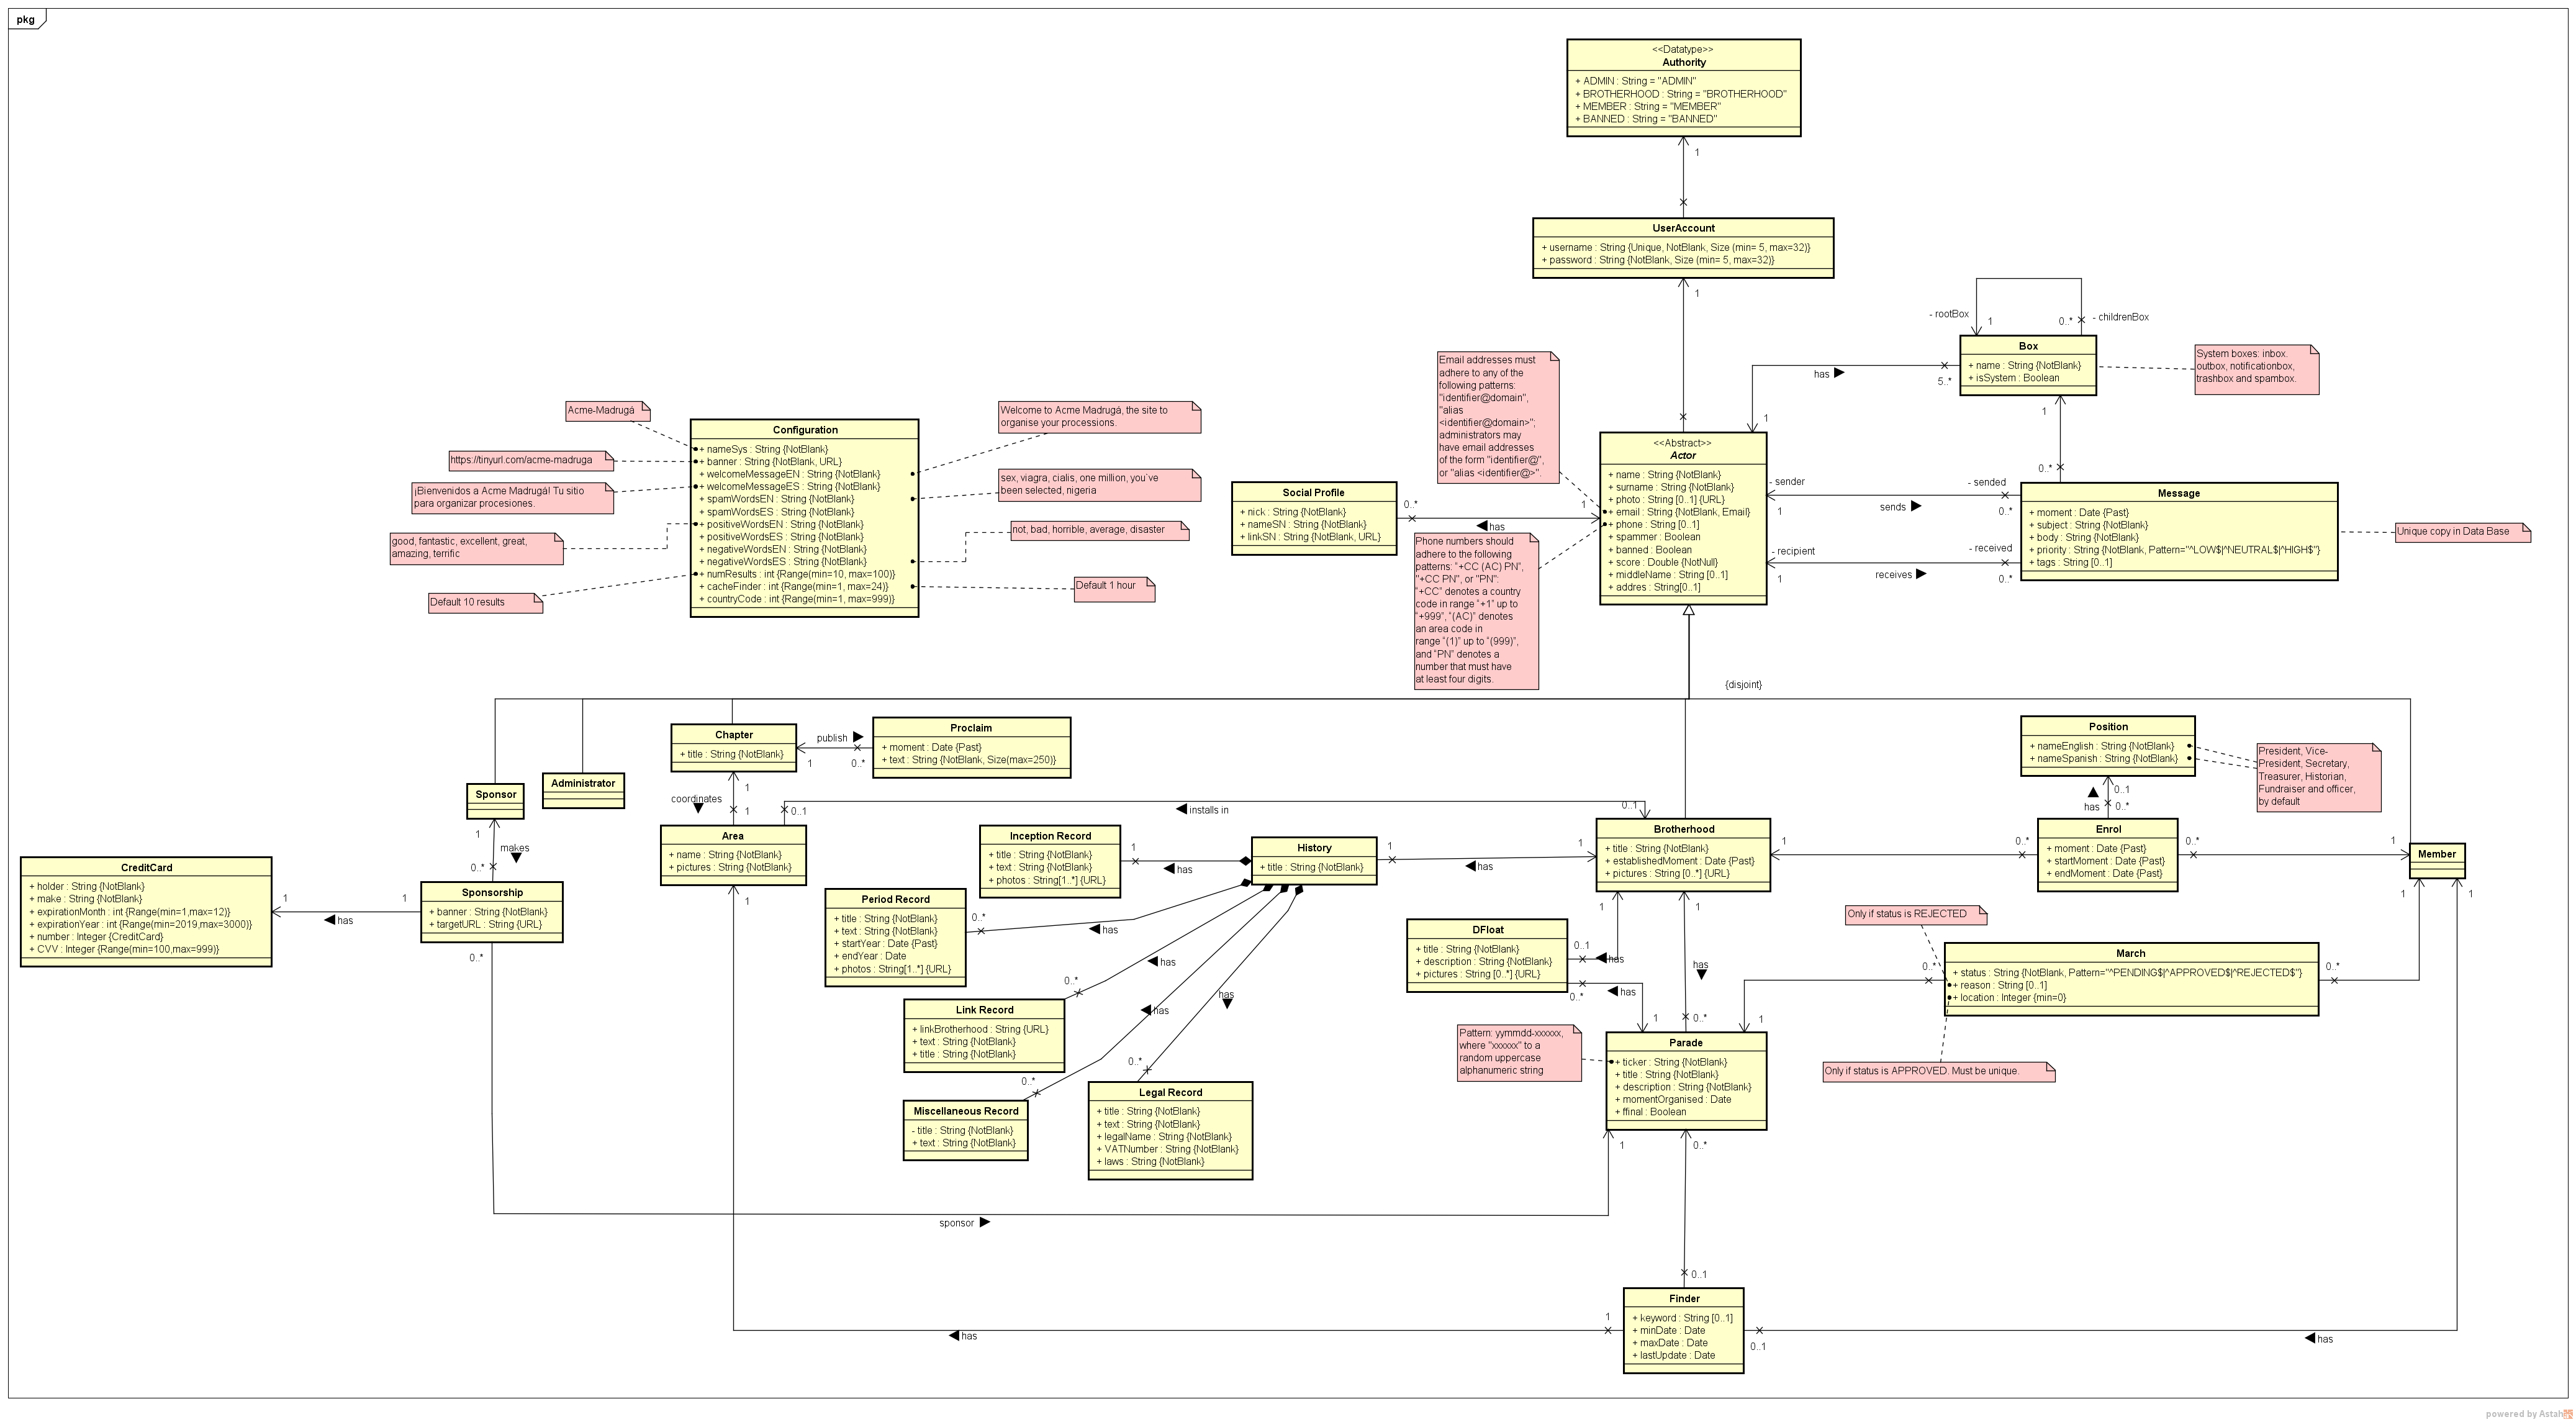 pkg
<<Datatype>>
Authority
+ ADMIN : String = "ADMIN"
+ BROTHERHOOD : String = "BROTHERHOOD"
+ MEMBER : String = "MEMBER"
+ BANNED : String = "BANNED"
1
UserAccount
+ username : String {Unique, NotBlank, Size (min= 5, max=32)}
+ password : String {NotBlank, Size (min= 5, max=32)}
1
- rootBox
1
0..*
- childrenBox
Box
+ name : String {NotBlank}
+ isSystem : Boolean
System boxes: inbox.
outbox, notificationbox,
trashbox and spambox.
has
5..*
1
1
0..*
Email addresses must
adhere to any of the
following patterns:
"identifier@domain",
"alias
<identifier@domain>";
administrators may
have email addresses
of the form "identifier@",
or "alias <identifier@>".
<<Abstract>>
Actor
+ name : String {NotBlank}
+ surname : String {NotBlank}
+ photo : String [0..1] {URL}
+ email : String {NotBlank, Email}
+ phone : String [0..1]
+ spammer : Boolean
+ banned : Boolean
+ score : Double {NotNull}
+ middleName : String [0..1]
+ addres : String[0..1]
- sender
- sended
1
sends
0..*
- recipient
- received
1
receives
0..*
Message
+ moment : Date {Past}
+ subject : String {NotBlank}
+ body : String {NotBlank}
+ priority : String {NotBlank, Pattern="^LOW$|^NEUTRAL$|^HIGH$"}
+ tags : String [0..1]
Unique copy in Data Base
Social Profile
+ nick : String {NotBlank}
+ nameSN : String {NotBlank}
+ linkSN : String {NotBlank, URL}
0..*
1
has
Phone numbers should
adhere to the following
patterns: "+CC (AC) PN",
"+CC PN", or "PN":
"+CC" denotes a country
code in range "+1" up to
"+999", "(AC)" denotes
an area code in
range "(1)" up to "(999)",
and "PN" denotes a
number that must have
at least four digits.
Acme-Madrugá
https://tinyurl.com/acme-madruga
¡Bienvenidos a Acme Madrugá! Tu sitio
para organizar procesiones.
good, fantastic, excellent, great,
amazing, terrific
Default 10 results
Configuration
+ nameSys : String {NotBlank}
+ banner : String {NotBlank, URL}
+ welcomeMessageEN : String {NotBlank}
+ welcomeMessageES : String {NotBlank}
+ spamWordsEN : String {NotBlank}
+ spamWordsES : String {NotBlank}
+ positiveWordsEN : String {NotBlank}
+ positiveWordsES : String {NotBlank}
+ negativeWordsEN : String {NotBlank}
+ negativeWordsES : String {NotBlank}
+ numResults : int {Range(min=10, max=100)}
+ cacheFinder : int {Range(min=1, max=24)}
+ countryCode : int {Range(min=1, max=999)}
Welcome to Acme Madrugá, the site to
organise your processions.
sex, viagra, cialis, one million, you´ve
been selected, nigeria
not, bad, horrible, average, disaster
Default 1 hour
{disjoint}
Chapter
+ title : String {NotBlank}
publish
1
0..*
Proclaim
+ moment : Date {Past}
+ text : String {NotBlank, Size(max=250)}
Position
+ nameEnglish : String {NotBlank}
+ nameSpanish : String {NotBlank}
President, Vice-
President, Secretary,
Treasurer, Historian,
Fundraiser and officer,
by default
Sponsor
Administrator
coordinates
1
1
0..1
installs in
0..1
has
0..1
0..*
1
makes
0..*
Area
+ name : String {NotBlank}
+ pictures : String {NotBlank}
1
Inception Record
+ title : String {NotBlank}
+ text : String {NotBlank}
+ photos : String[1..*] {URL}
1
has
History
+ title : String {NotBlank}
1
1
has
Brotherhood
+ title : String {NotBlank}
+ establishedMoment : Date {Past}
+ pictures : String [0..*] {URL}
1
0..*
Enrol
+ moment : Date {Past}
+ startMoment : Date {Past}
+ endMoment : Date {Past}
0..*
1
Member
CreditCard
+ holder : String {NotBlank}
+ make : String {NotBlank}
+ expirationMonth : int {Range(min=1,max=12)}
+ expirationYear : int {Range(min=2019,max=3000)}
+ number : Integer {CreditCard}
+ CVV : Integer {Range(min=100,max=999)}
1
1
has
Sponsorship
+ banner : String {NotBlank}
+ targetURL : String {URL}
0..*
Period Record
+ title : String {NotBlank}
+ text : String {NotBlank}
+ startYear : Date {Past}
+ endYear : Date
+ photos : String[1..*] {URL}
0..*
has
has
0..*
Link Record
+ linkBrotherhood : String {URL}
+ text : String {NotBlank}
+ title : String {NotBlank}
has
has
0..*
Miscellaneous Record
- title : String {NotBlank}
+ text : String {NotBlank}
0..*
Legal Record
+ title : String {NotBlank}
+ text : String {NotBlank}
+ legalName : String {NotBlank}
+ VATNumber : String {NotBlank}
+ laws : String {NotBlank}
DFloat
+ title : String {NotBlank}
+ description : String {NotBlank}
+ pictures : String [0..*] {URL}
0..1
has
1
0..*
has
1
1
has
0..*
Only if status is REJECTED
March
+ status : String {NotBlank, Pattern="^PENDING$|^APPROVED$|^REJECTED$"}
+ reason : String [0..1]
+ location : Integer {min=0}
0..*
1
0..*
1
1
Only if status is APPROVED. Must be unique.
Pattern: yymmdd-xxxxxx,
where "xxxxxx" to a
random uppercase
alphanumeric string
Parade
+ ticker : String {NotBlank}
+ title : String {NotBlank}
+ description : String {NotBlank}
+ momentOrganised : Date
+ ffinal : Boolean
1
0..*
sponsor
0..1
Finder
+ keyword : String [0..1]
+ minDate : Date
+ maxDate : Date
+ lastUpdate : Date
1
has
0..1
has
powered by Astah